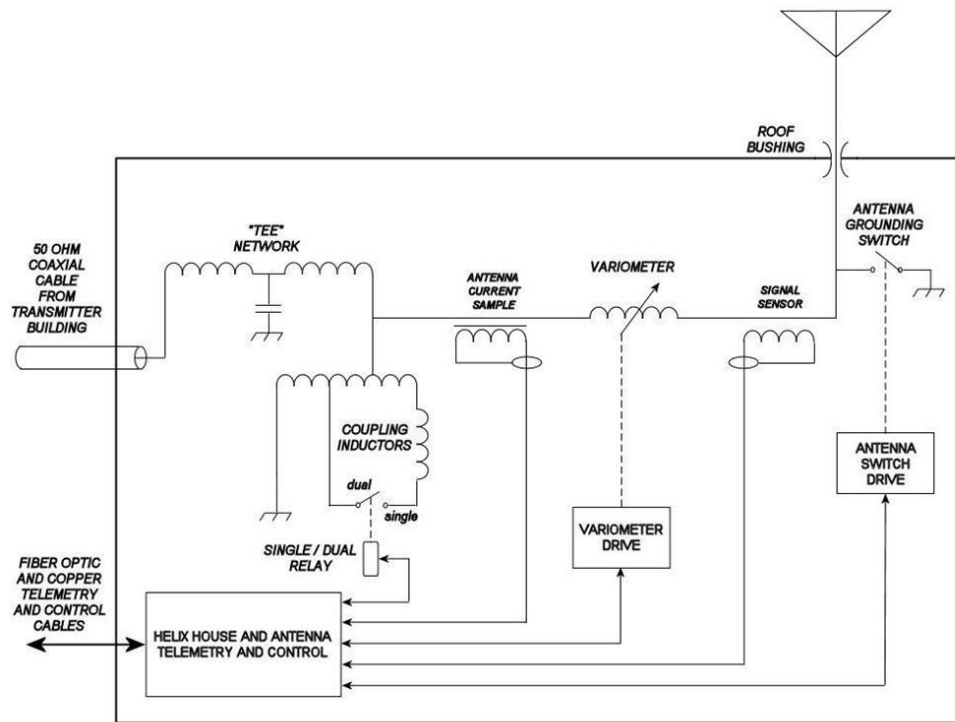 ROOF
BUSHING
ANTENNA
GROUNDING
SWITCH
"TEE"
NETWORK
50 OHM
COAXIAL
CABLE
FROM
TRANSMITTER
BUILDING
ANTENNA
CURRENT
SAMPLE
VARIOMETER
SIGNAL
SENSOR
COUPLING
INDUCTORS
dual
single
SINGLE / DUAL
RELAY
VARIOMETER
DRIVE
ANTENNA
SWITCH
DRIVE
FIBER OPTIC
AND COPPER
TELEMETRY
AND CONTROL
CABLES
HELIX HOUSE AND ANTENNA
TELEMETRY AND CONTROL